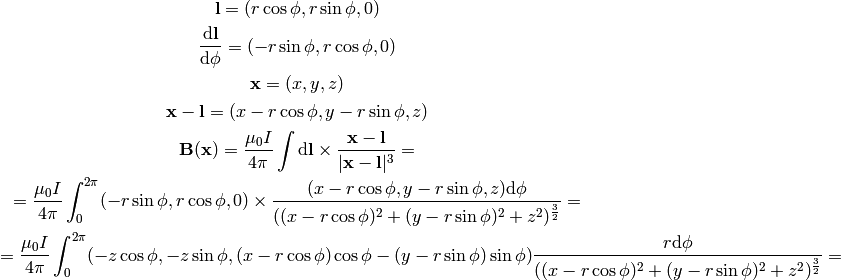 l = (r cos ϕ, r sin ϕ, 0)
dl/dϕ = (−r sin ϕ, r cos ϕ, 0)
x = (x, y, z)
x − l = (x − r cos ϕ, y − r sin ϕ, z)
B(x) = μ₀I/4π ∫ dl × (x − l)/|x − l|³ =
= μ₀I/4π ∫₀^{2π} (−r sin ϕ, r cos ϕ, 0) × (x − r cos ϕ, y − r sin ϕ, z)dϕ/((x − r cos ϕ)² + (y − r sin ϕ)² + z²)^{3/2} =
= μ₀I/4π ∫₀^{2π} (−z cos ϕ, −z sin ϕ, (x − r cos ϕ) cos ϕ − (y − r sin ϕ) sin ϕ) rdϕ/((x − r cos ϕ)² + (y − r sin ϕ)² + z²)^{3/2} =